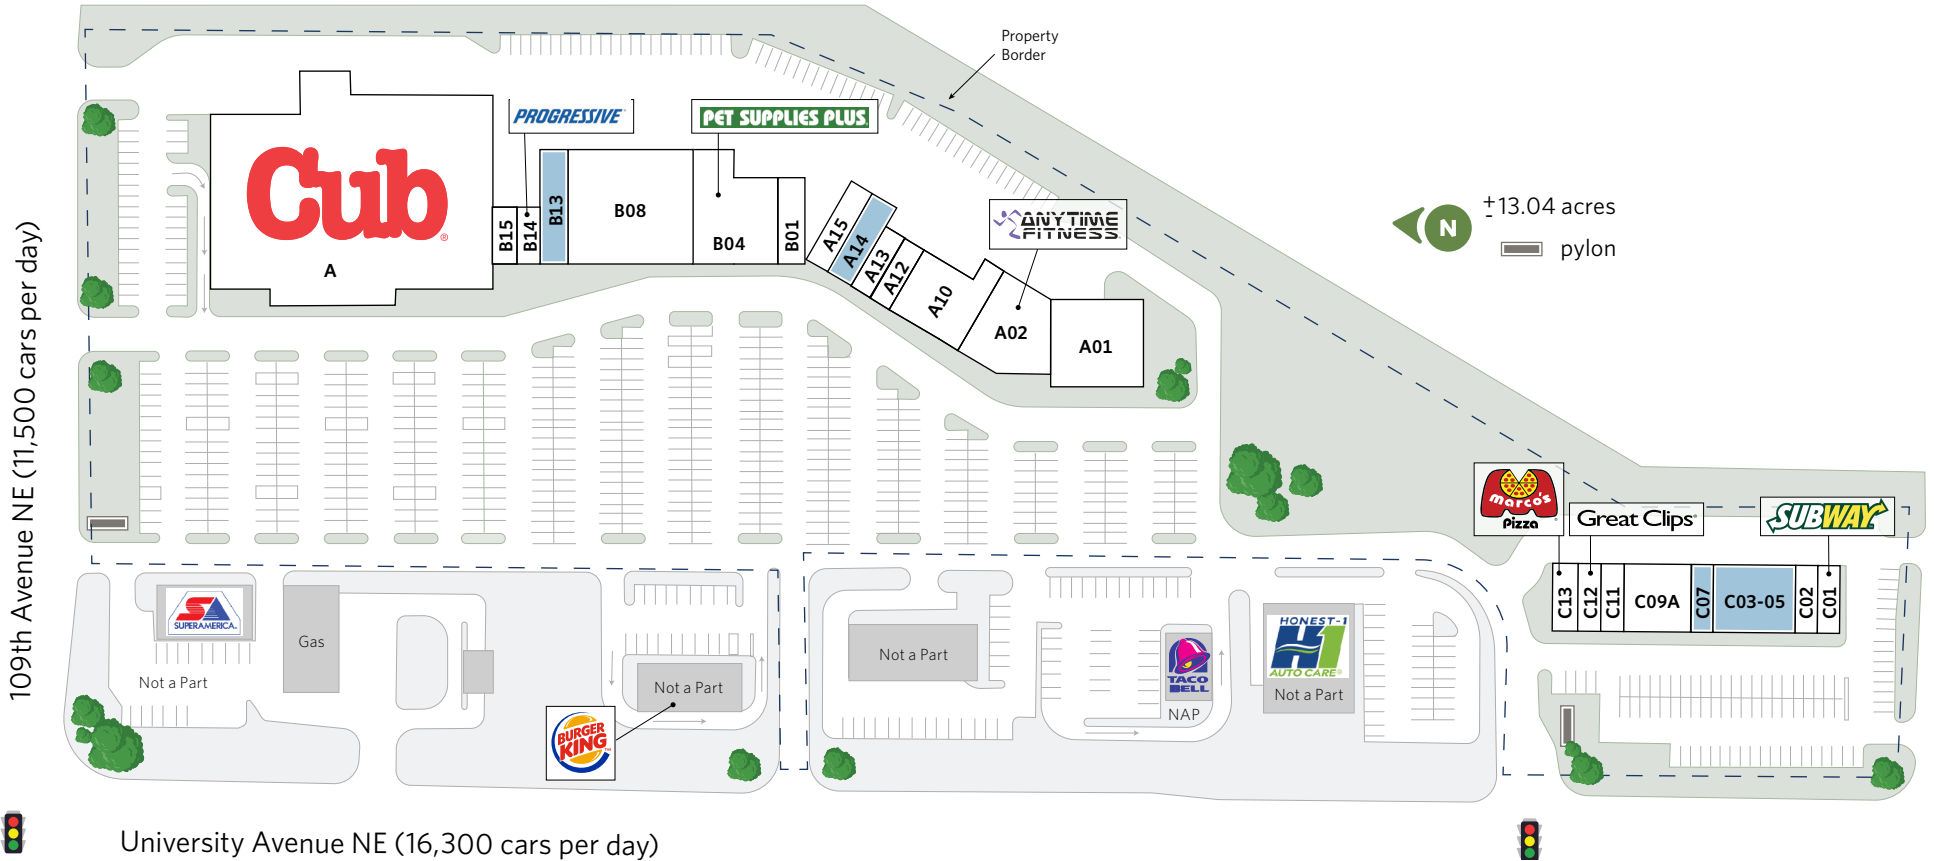 Property
Border
PROGRESSIVE
PET SUPPLIES PLUS
Cub
A
B15
B14
B13
B08
B04
B01
A15
A14
A13
A12
A10
A02
A01
ANYTIME
FITNESS
N
±13.04 acres
pylon
109th Avenue NE (11,500 cars per day)
marco's
Pizza
Great Clips
SUBWAY
C13
C12
C11
C09A
C07
C03-05
C02
C01
SA
SUPERAMERICA.
Not a Part
Gas
Not a Part
BURGER
KING
Not a Part
TACO
BELL
NAP
HONEST-1
H1
AUTO CARE
Not a Part
University Avenue NE (16,300 cars per day)